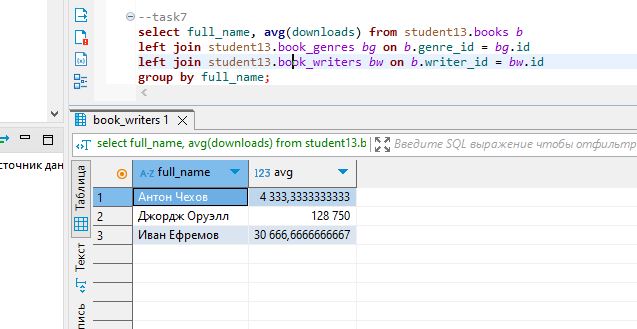 --task7
select full_name, avg(downloads) from student13.books b
left join student13.book_genres bg on b.genre_id = bg.id
left join student13.book_writers bw on b.writer_id = bw.id
group by full_name;
book_writers 1
select full_name, avg(downloads) from student13.b
Введите SQL выражение чтобы отфильтр
сточник дан
Таблица
Текст
пись
A-Z full_name
123 avg
1 Антон Чехов 4 333,3333333333
2 Джордж Оруэлл 128 750
3 Иван Ефремов 30 666,6666666667